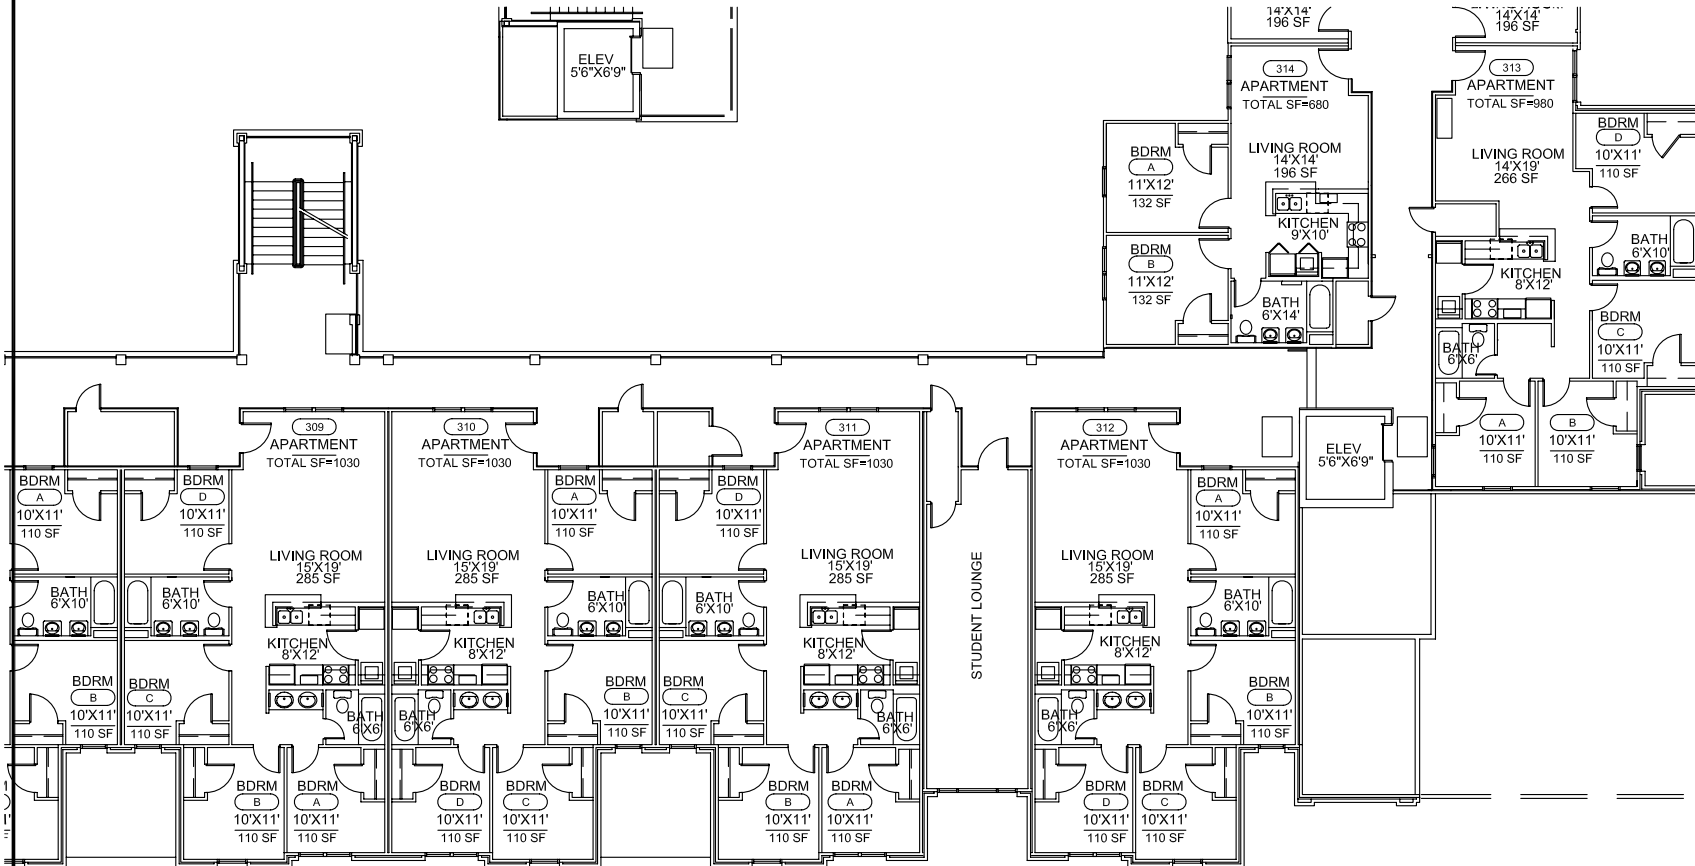 14'X14'
196 SF
14'X14'
196 SF
ELEV
5'6"X6'9"
314
APARTMENT
TOTAL SF=680
LIVING ROOM
14'X14'
196 SF
KITCHEN
9'X10'
BDRM
A
11'X12'
132 SF
BDRM
B
11'X12'
132 SF
BATH
6'X14'
313
APARTMENT
TOTAL SF=980
LIVING ROOM
14'X19'
266 SF
BDRM
D
10'X11'
110 SF
BATH
6'X10'
KITCHEN
8'X12'
BDRM
C
10'X11'
110 SF
BATH
6'X6'
A
10'X11'
110 SF
B
10'X11'
110 SF
ELEV
5'6"X6'9"
BDRM
A
10'X11'
110 SF
BATH
6'X10'
BDRM
B
10'X11'
110 SF
309
APARTMENT
TOTAL SF=1030
BDRM
D
10'X11'
110 SF
LIVING ROOM
15'X19'
285 SF
BATH
6'X10'
KITCHEN
8'X12'
BDRM
C
10'X11'
110 SF
BATH
6'X6'
BDRM
B
10'X11'
110 SF
BDRM
A
10'X11'
110 SF
310
APARTMENT
TOTAL SF=1030
BDRM
A
10'X11'
110 SF
LIVING ROOM
15'X19'
285 SF
BATH
6'X10'
KITCHEN
8'X12'
BDRM
B
10'X11'
110 SF
BATH
6'X6'
BDRM
D
10'X11'
110 SF
BDRM
C
10'X11'
110 SF
311
APARTMENT
TOTAL SF=1030
BDRM
D
10'X11'
110 SF
LIVING ROOM
15'X19'
285 SF
BATH
6'X10'
KITCHEN
8'X12'
BDRM
C
10'X11'
110 SF
BATH
6'X6'
BDRM
B
10'X11'
110 SF
BDRM
A
10'X11'
110 SF
STUDENT LOUNGE
312
APARTMENT
TOTAL SF=1030
BDRM
A
10'X11'
110 SF
LIVING ROOM
15'X19'
285 SF
BATH
6'X10'
KITCHEN
8'X12'
BDRM
B
10'X11'
110 SF
BATH
6'X6'
BDRM
D
10'X11'
110 SF
BDRM
C
10'X11'
110 SF